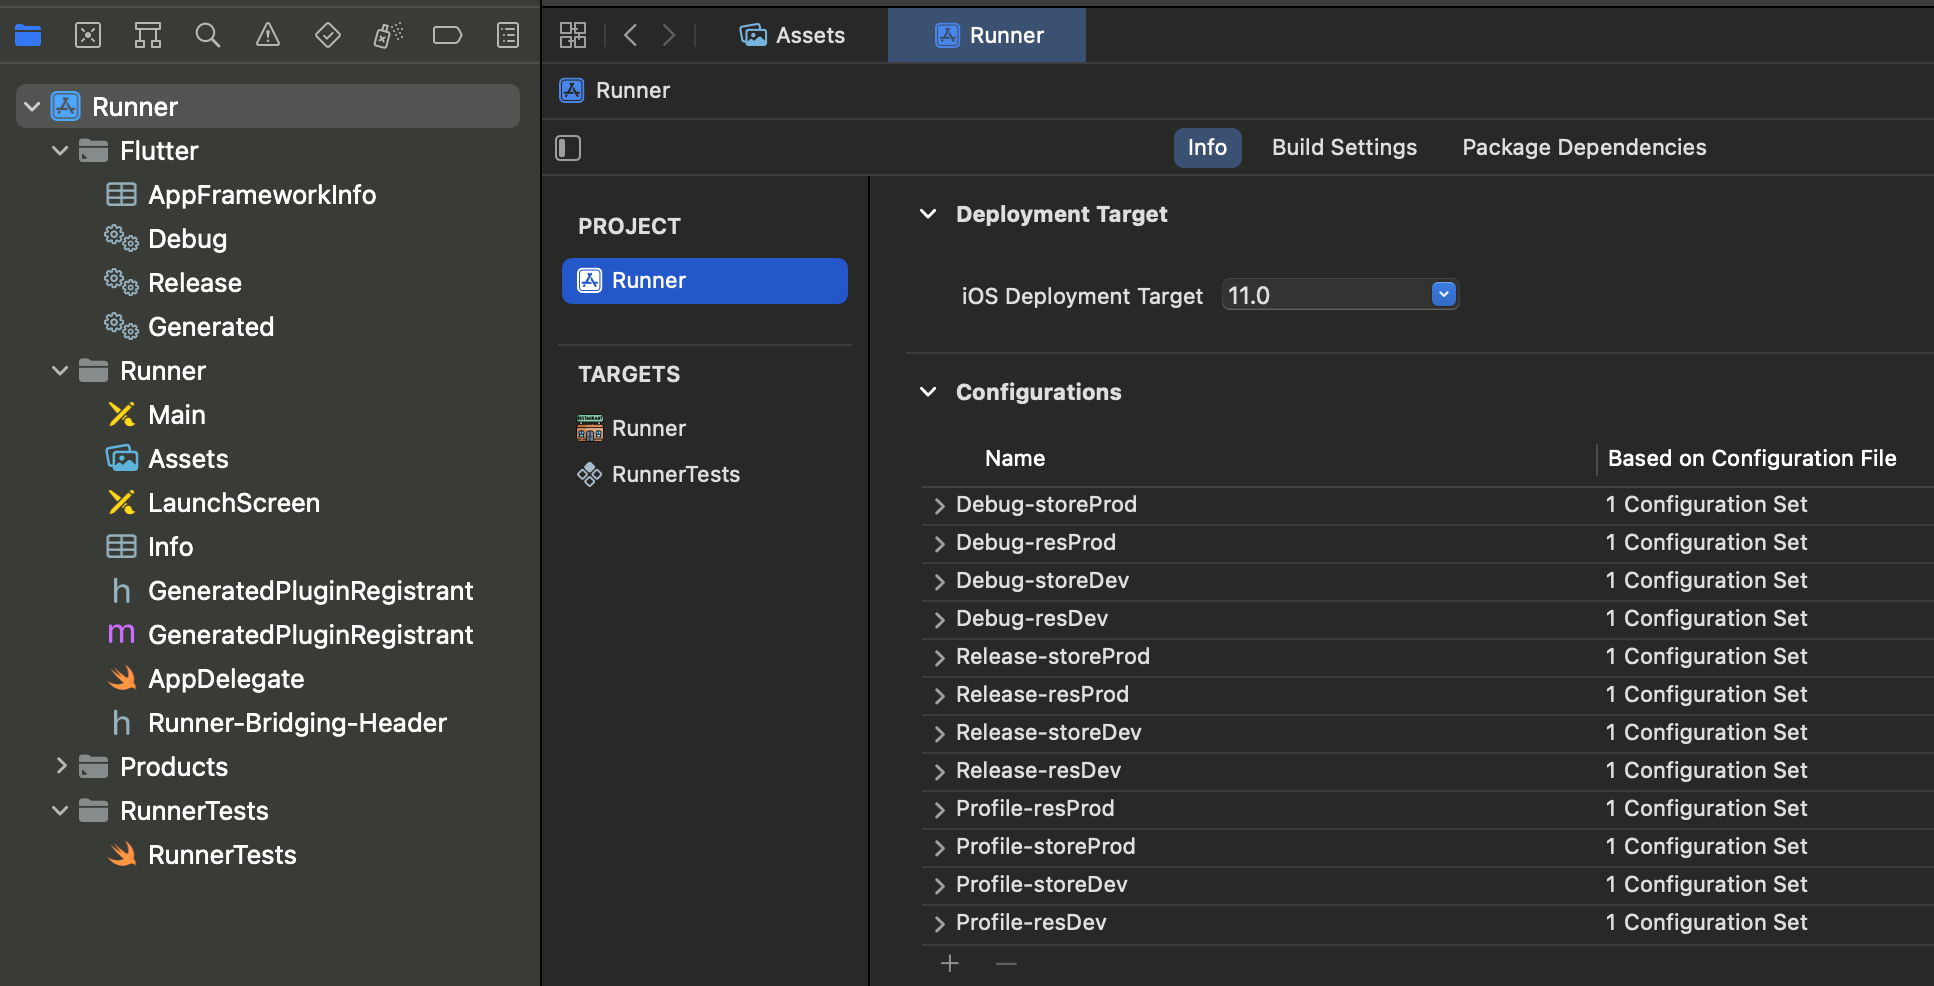 Assets
Runner
Runner
Info
Build Settings
Package Dependencies
Runner
Flutter
AppFrameworkInfo
Debug
Release
Generated
Runner
Main
Assets
LaunchScreen
Info
h GeneratedPluginRegistrant
m GeneratedPluginRegistrant
AppDelegate
h Runner-Bridging-Header
Products
RunnerTests
RunnerTests
PROJECT
Runner
TARGETS
Runner
RunnerTests
Deployment Target
iOS Deployment Target 11.0
Configurations
Name Based on Configuration File
Debug-storeProd 1 Configuration Set
Debug-resProd 1 Configuration Set
Debug-storeDev 1 Configuration Set
Debug-resDev 1 Configuration Set
Release-storeProd 1 Configuration Set
Release-resProd 1 Configuration Set
Release-storeDev 1 Configuration Set
Release-resDev 1 Configuration Set
Profile-resProd 1 Configuration Set
Profile-storeProd 1 Configuration Set
Profile-storeDev 1 Configuration Set
Profile-resDev 1 Configuration Set